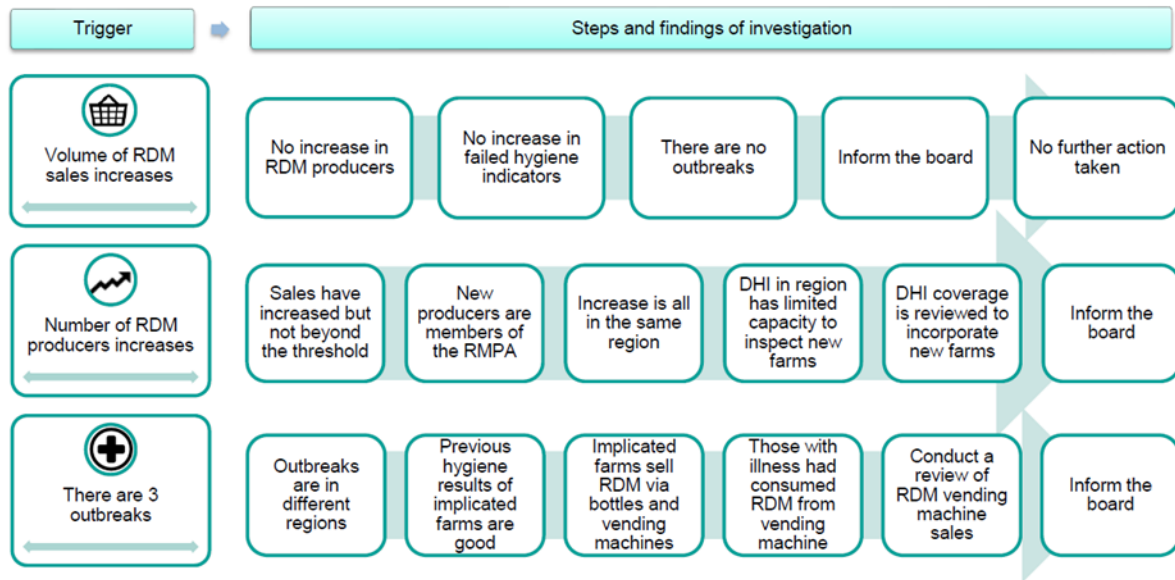 Trigger
Steps and findings of investigation
Volume of RDM
sales increases
No increase in
RDM producers
No increase in
failed hygiene
indicators
There are no
outbreaks
Inform the board
No further action
taken
Number of RDM
producers increases
Sales have
increased but
not beyond
the threshold
New
producers are
members of
the RMPA
Increase is all
in the same
region
DHI in region
has limited
capacity to
inspect new
farms
DHI coverage
is reviewed to
incorporate
new farms
Inform the
board
There are 3
outbreaks
Outbreaks
are in
different
regions
Previous
hygiene
results of
implicated
farms are
good
Implicated
farms sell
RDM via
bottles and
vending
machines
Those with
illness had
consumed
RDM from
vending
machine
Conduct a
review of
RDM vending
machine
sales
Inform the
board